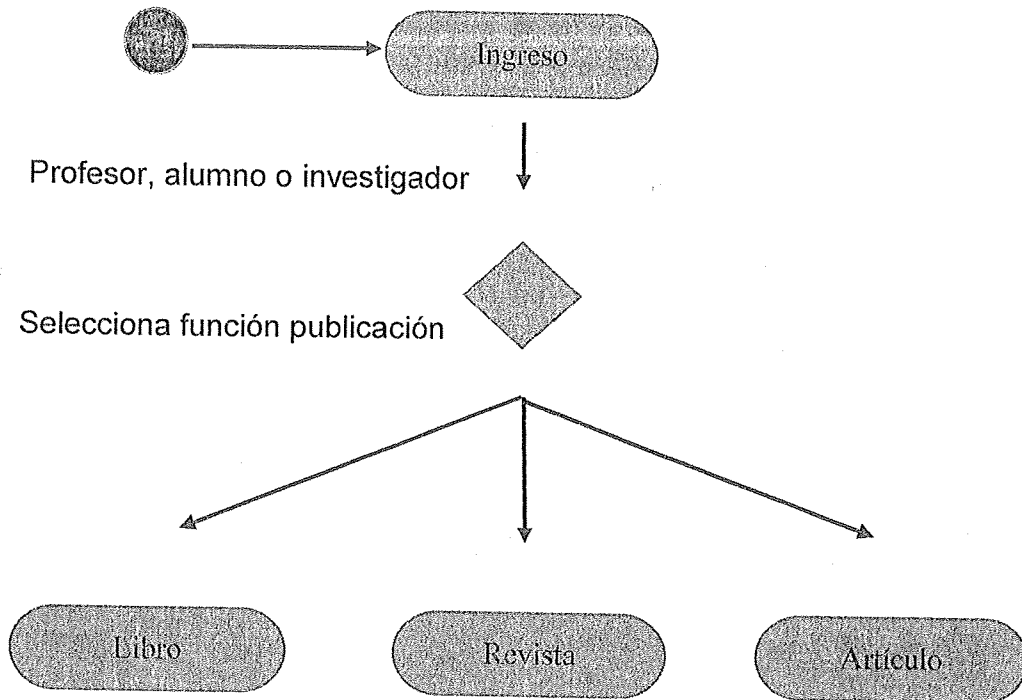 Ingreso
Profesor, alumno o investigador
Selecciona función publicación
Libro
Revista
Artículo